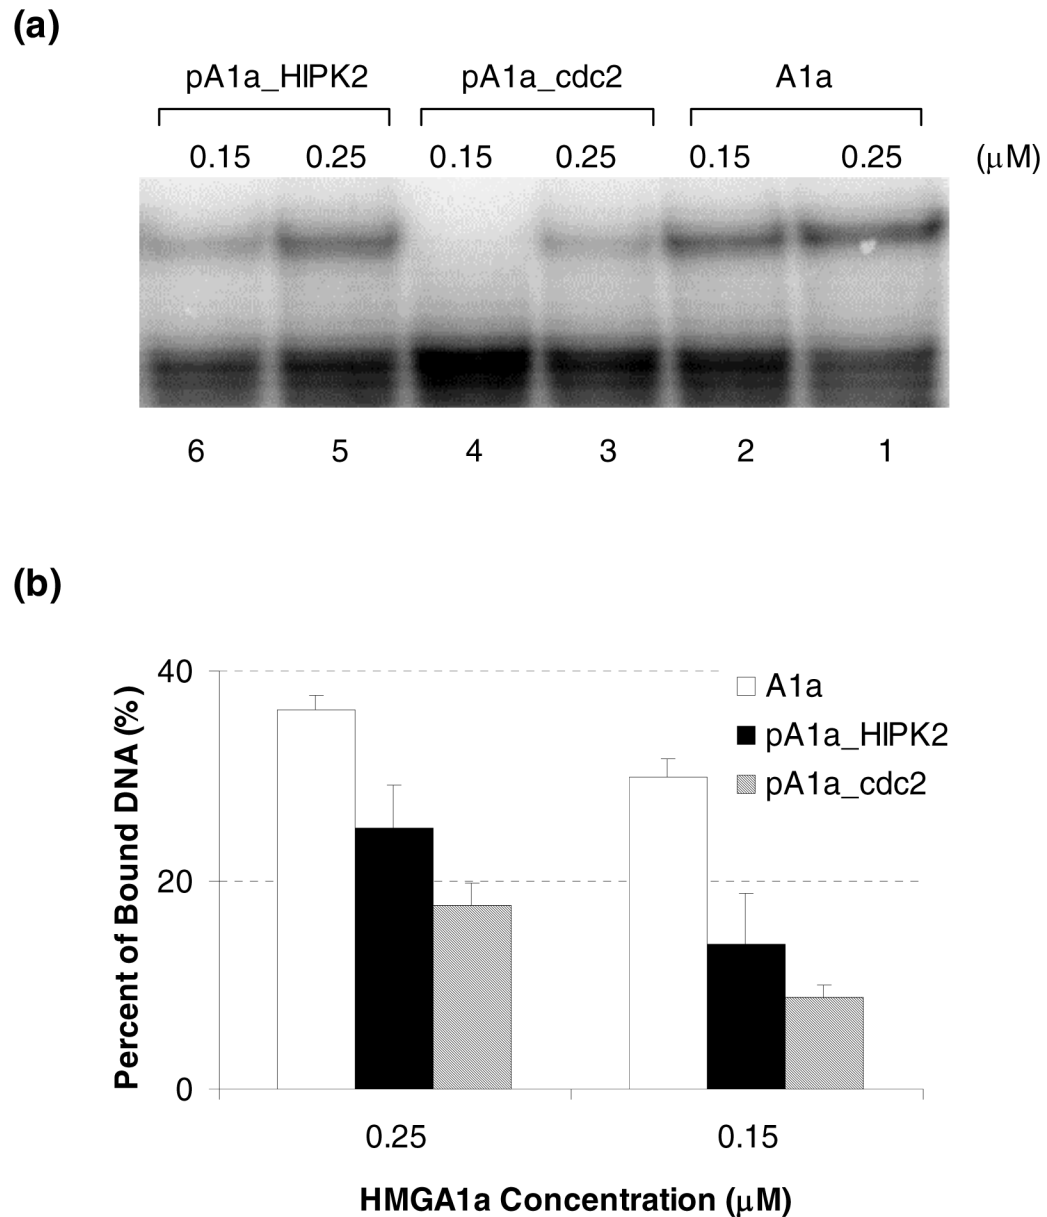 (a)
pA1a_HIPK2 pA1a_cdc2 A1a
0.15 0.25 0.15 0.25 0.15 0.25 (μM)
6 5 4 3 2 1
(b)
40
A1a
pA1a_HIPK2
pA1a_cdc2
20
0
Percent of Bound DNA (%)
0.25 0.15
HMGA1a Concentration (μM)